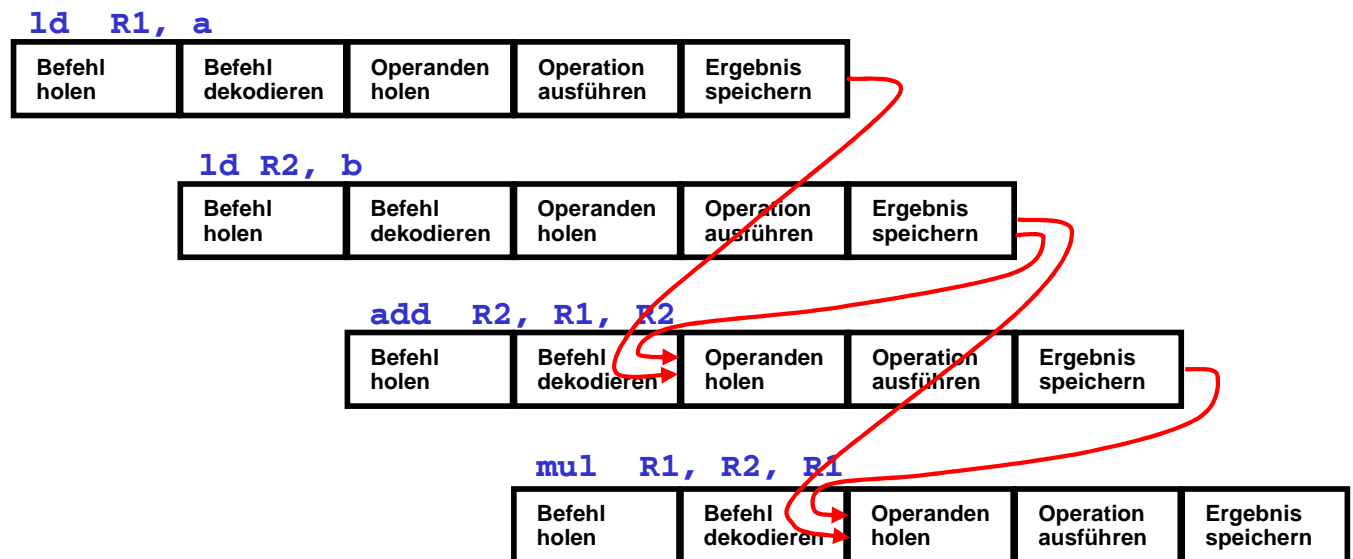 ld R1, a
Befehl holen
Befehl dekodieren
Operanden holen
Operation ausführen
Ergebnis speichern
ld R2, b
Befehl holen
Befehl dekodieren
Operanden holen
Operation ausführen
Ergebnis speichern
add R2, R1, R2
Befehl holen
Befehl dekodieren
Operanden holen
Operation ausführen
Ergebnis speichern
mul R1, R2, R1
Befehl holen
Befehl dekodieren
Operanden holen
Operation ausführen
Ergebnis speichern